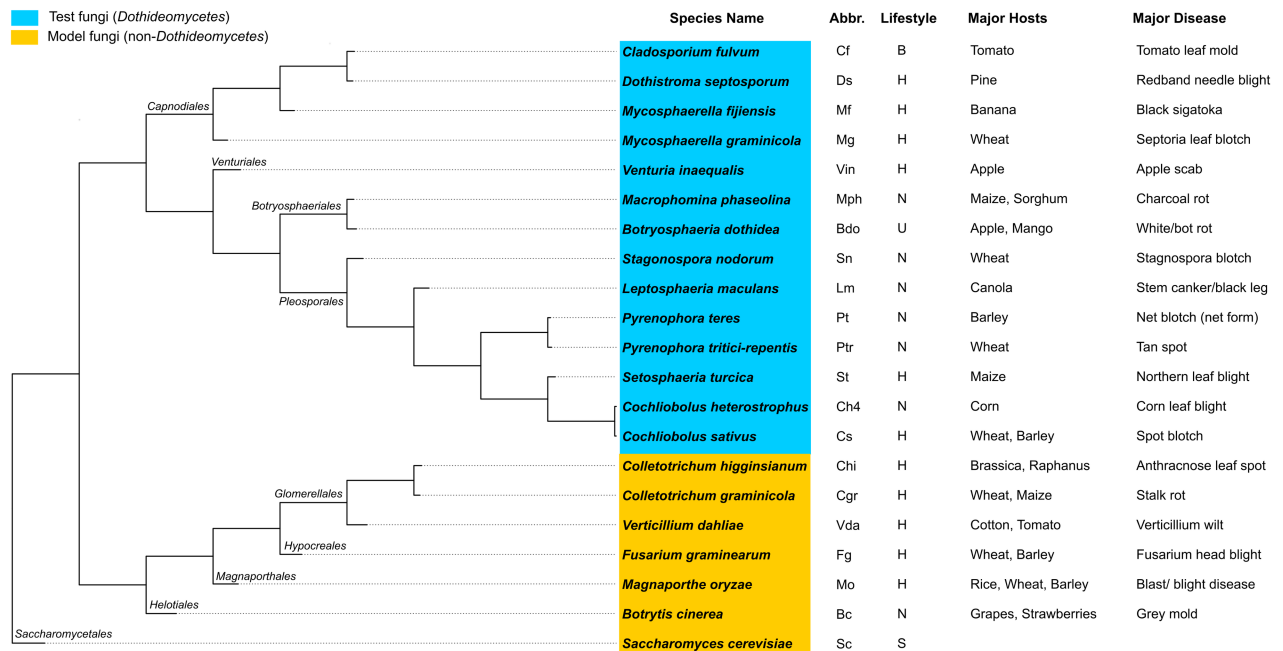 Test fungi (Dothideomycetes)
Model fungi (non-Dothideomycetes)
Species Name Abbr. Lifestyle Major Hosts Major Disease
Cladosporium fulvum Cf B Tomato Tomato leaf mold
Dothistroma septosporum Ds H Pine Redband needle blight
Capnodiales
Mycosphaerella fijiensis Mf H Banana Black sigatoka
Mycosphaerella graminicola Mg H Wheat Septoria leaf blotch
Venturiales
Venturia inaequalis Vin H Apple Apple scab
Macrophomina phaseolina Mph N Maize, Sorghum Charcoal rot
Botryosphaeriales
Botryosphaeria dothidea Bdo U Apple, Mango White/bot rot
Stagonospora nodorum Sn N Wheat Stagnospora blotch
Leptosphaeria maculans Lm N Canola Stem canker/black leg
Pleosporales
Pyrenophora teres Pt N Barley Net blotch (net form)
Pyrenophora tritici-repentis Ptr N Wheat Tan spot
Setosphaeria turcica St H Maize Northern leaf blight
Cochliobolus heterostrophus Ch4 N Corn Corn leaf blight
Cochliobolus sativus Cs H Wheat, Barley Spot blotch
Colletotrichum higginsianum Chi H Brassica, Raphanus Anthracnose leaf spot
Glomerellales
Colletotrichum graminicola Cgr H Wheat, Maize Stalk rot
Verticillium dahliae Vda H Cotton, Tomato Verticillium wilt
Hypocreales
Fusarium graminearum Fg H Wheat, Barley Fusarium head blight
Magnaporthales
Magnaporthe oryzae Mo H Rice, Wheat, Barley Blast/ blight disease
Helotiales
Botrytis cinerea Bc N Grapes, Strawberries Grey mold
Saccharomycetales
Saccharomyces cerevisiae Sc S